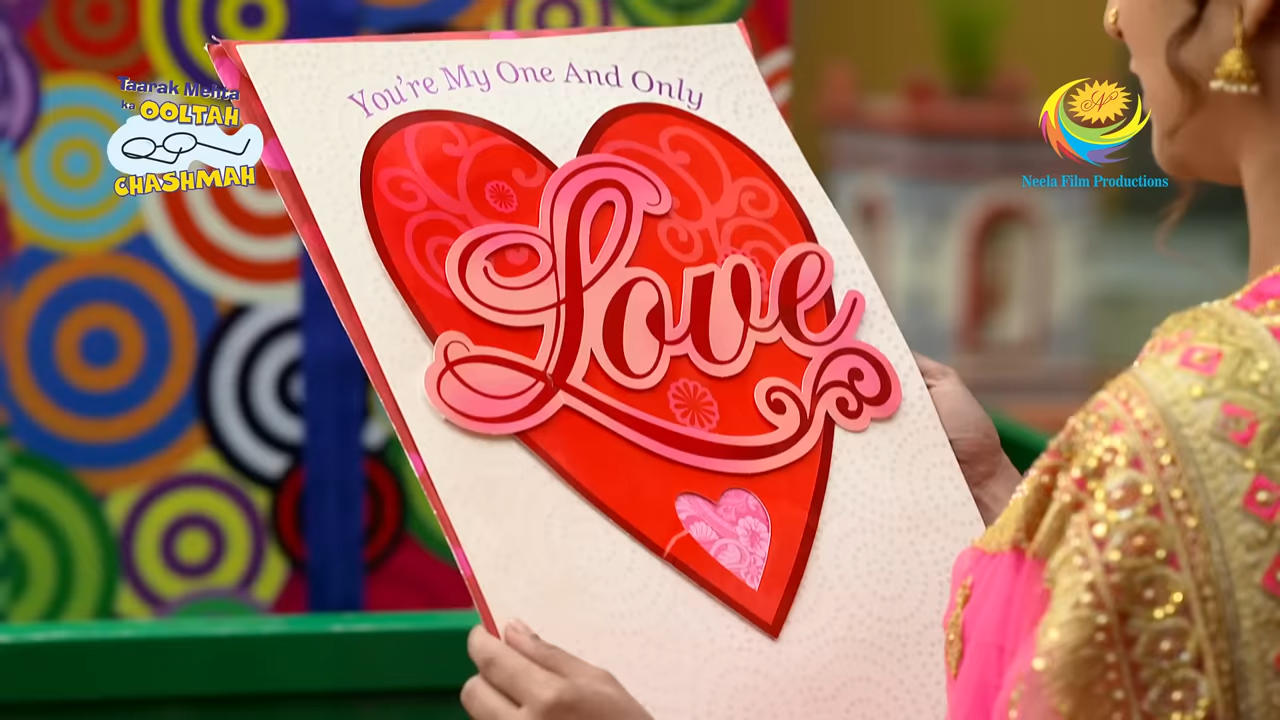 Taarak Mehta
ka OOLTAH
CHASHMAH
You're My One And Only
Love
N
Neela Film Productions